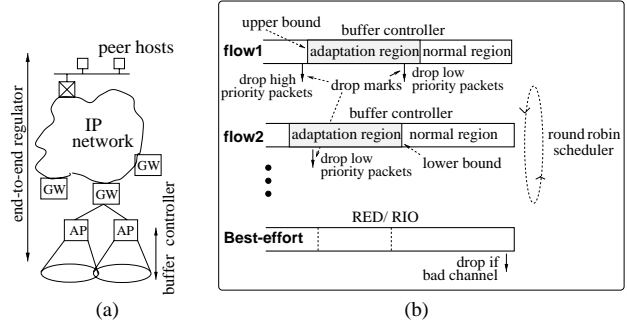 peer hosts
end-to-end regulator
IP
network
GW
GW
GW
AP
AP
buffer controller
(a)
upper bound
buffer controller
flow1
adaptation region
normal region
drop high
priority packets
drop marks
drop low
priority packets
buffer controller
flow2
adaptation region
normal region
drop low
priority packets
lower bound
round robin
scheduler
RED/ RIO
Best-effort
drop if
bad channel
(b)